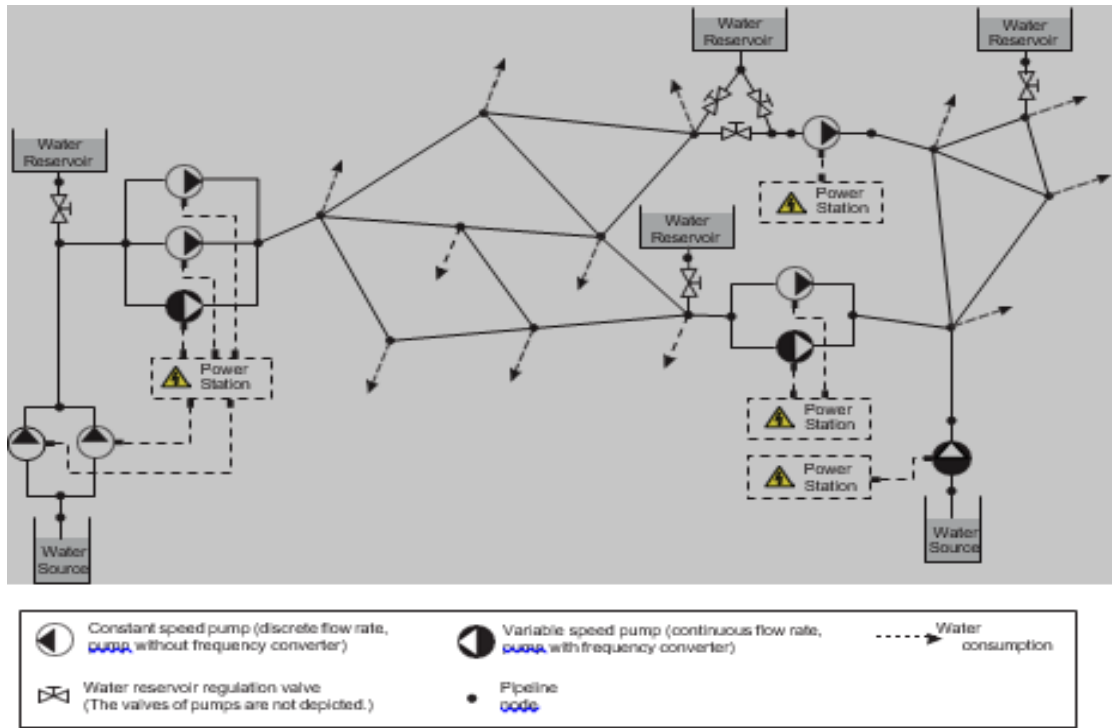 Water
Reservoir
Water
Reservoir
Water
Reservoir
Power
Station
Water
Reservoir
Power
Station
Power
Station
Power
Station
Power
Station
Water
Source
Water
Source
Constant speed pump (discrete flow rate,
pump without frequency converter)
Variable speed pump (continuous flow rate,
pump with frequency converter)
Water
consumption
Water reservoir regulation valve
(The valves of pumps are not depicted.)
Pipeline
node